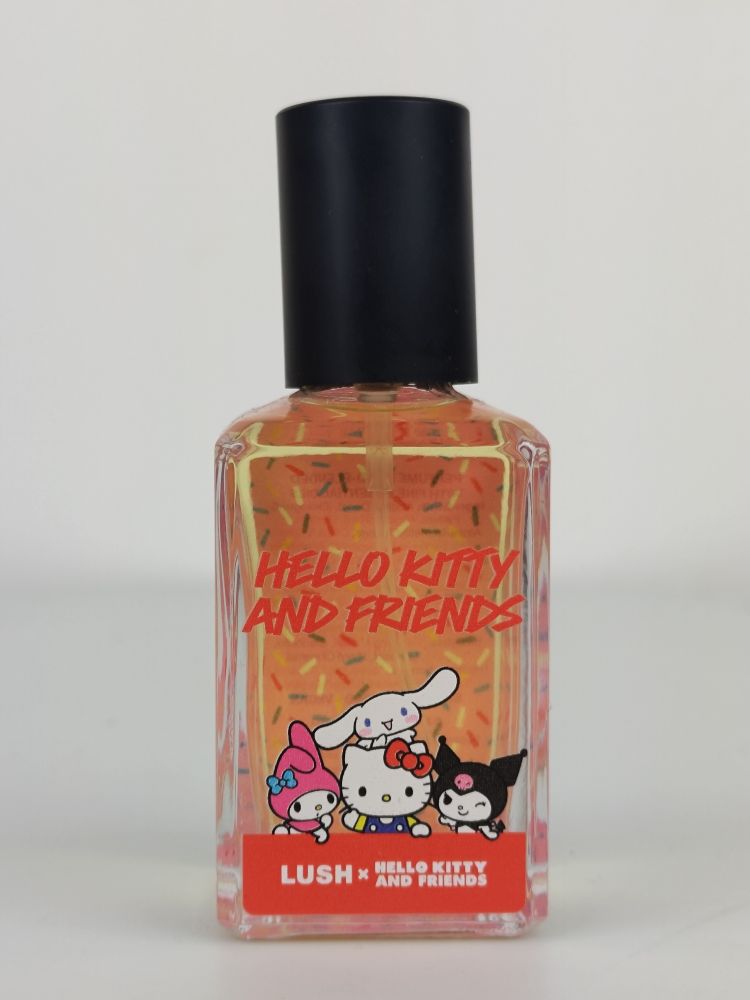 HELLO KITTY
AND FRIENDS
LUSH × HELLO KITTY
AND FRIENDS